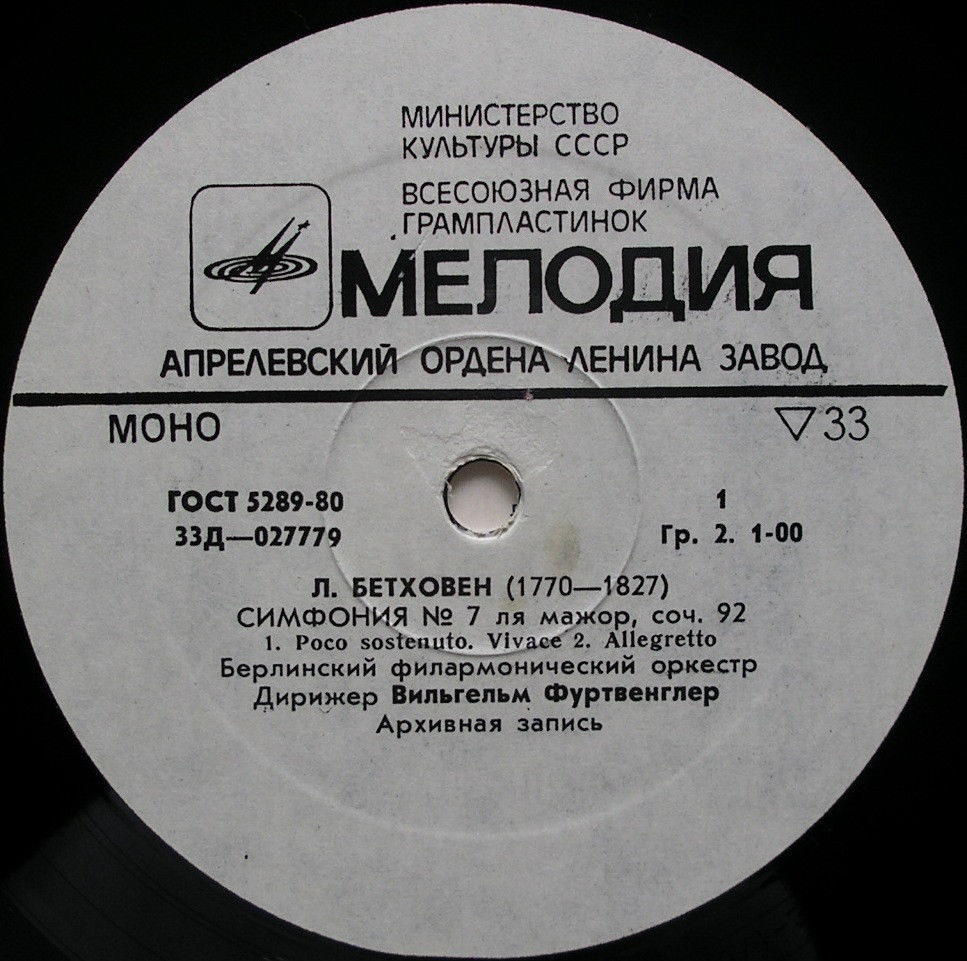 МИНИСТЕРСТВО
КУЛЬТУРЫ СССР
ВСЕСОЮЗНАЯ ФИРМА
ГРАМПЛАСТИНОК
МЕЛОДИЯ
АПРЕЛЕВСКИЙ ОРДЕНА ЛЕНИНА ЗАВОД
МОНО ▽33
ГОСТ 5289-80 1
33Д—027779 Гр. 2. 1-00
Л. БЕТХОВЕН (1770—1827)
СИМФОНИЯ № 7 ля мажор, соч. 92
1. Poco sostenuto. Vivace 2. Allegretto
Берлинский филармонический оркестр
Дирижер Вильгельм Фуртвенглер
Архивная запись